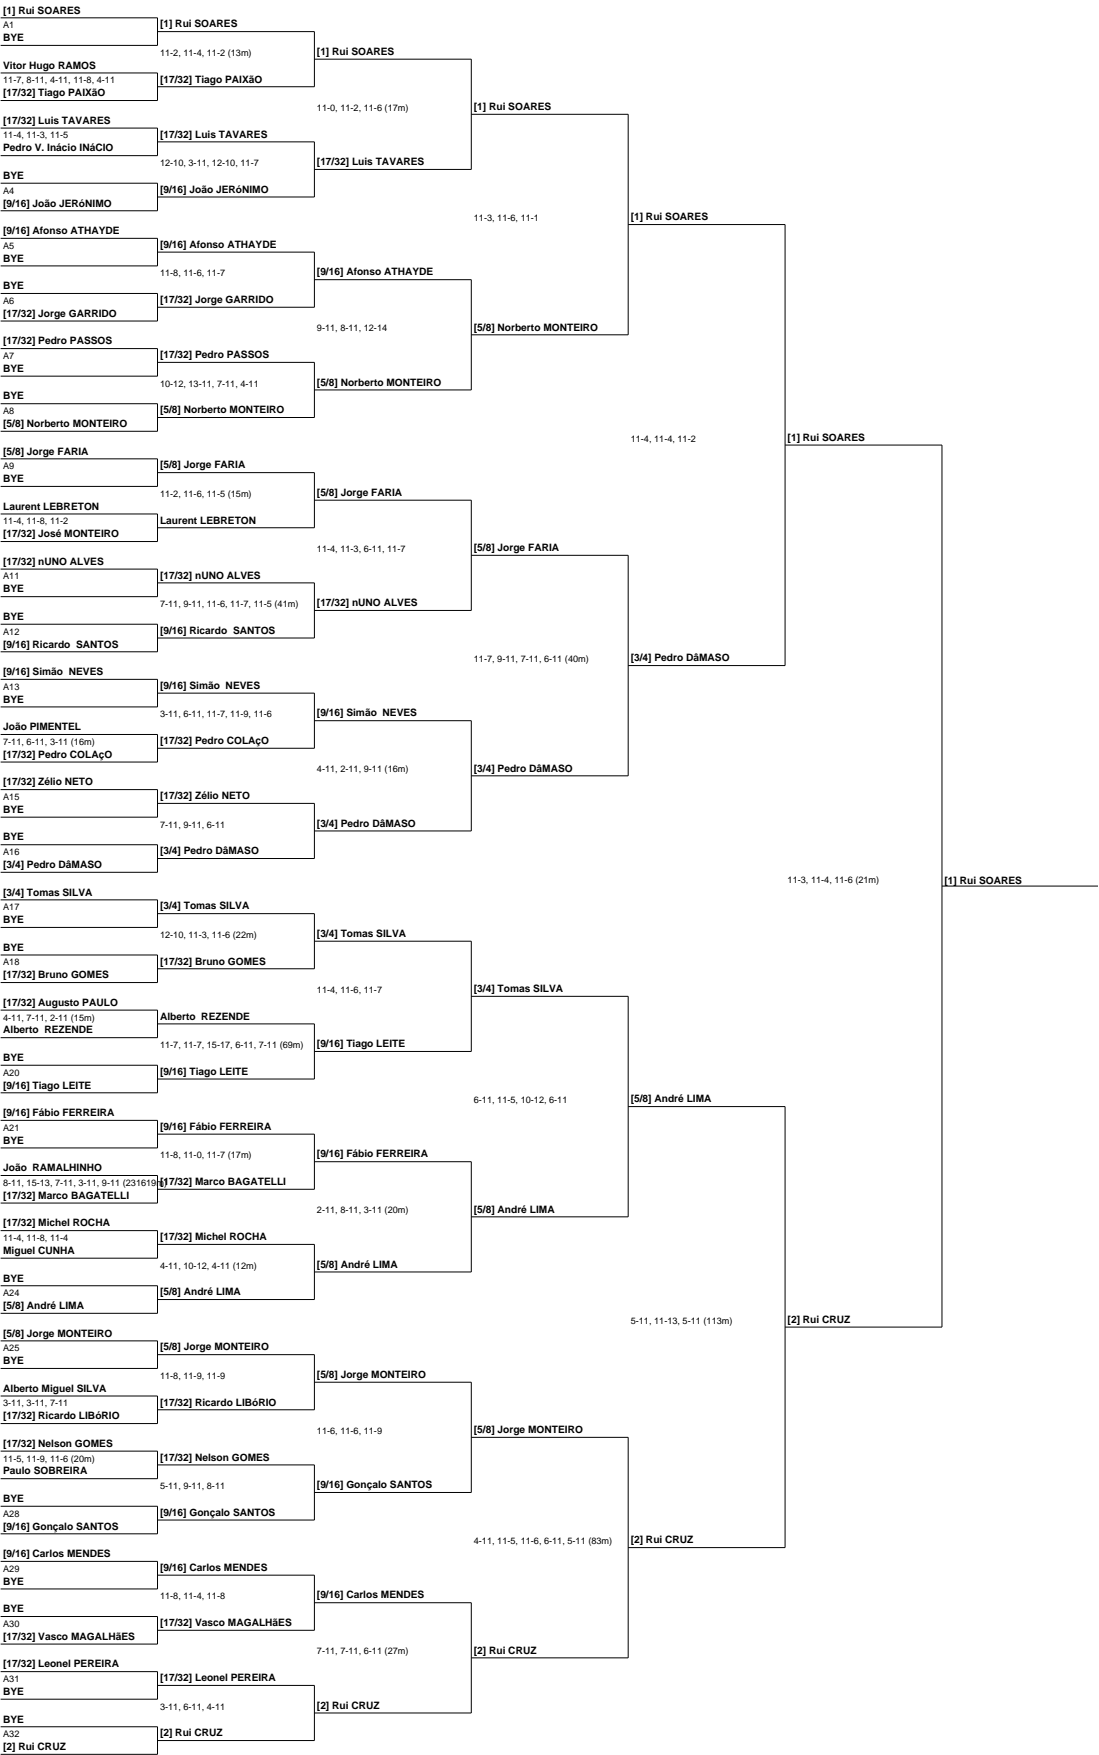 [1] Rui SOARES
A1
BYE
[1] Rui SOARES
11-2, 11-4, 11-2 (13m)
[1] Rui SOARES
Vitor Hugo RAMOS
11-7, 8-11, 4-11, 11-8, 4-11
[17/32] Tiago PAIXãO
[17/32] Tiago PAIXãO
11-0, 11-2, 11-6 (17m)
[1] Rui SOARES
[17/32] Luis TAVARES
11-4, 11-3, 11-5
Pedro V. Inácio INáCIO
[17/32] Luis TAVARES
12-10, 3-11, 12-10, 11-7
[17/32] Luis TAVARES
BYE
A4
[9/16] João JERóNIMO
[9/16] João JERóNIMO
11-3, 11-6, 11-1
[1] Rui SOARES
[9/16] Afonso ATHAYDE
A5
BYE
[9/16] Afonso ATHAYDE
11-8, 11-6, 11-7
[9/16] Afonso ATHAYDE
BYE
A6
[17/32] Jorge GARRIDO
[17/32] Jorge GARRIDO
9-11, 8-11, 12-14
[5/8] Norberto MONTEIRO
[17/32] Pedro PASSOS
A7
BYE
[17/32] Pedro PASSOS
10-12, 13-11, 7-11, 4-11
[5/8] Norberto MONTEIRO
BYE
A8
[5/8] Norberto MONTEIRO
[5/8] Norberto MONTEIRO
11-4, 11-4, 11-2
[1] Rui SOARES
[5/8] Jorge FARIA
A9
BYE
[5/8] Jorge FARIA
11-2, 11-6, 11-5 (15m)
[5/8] Jorge FARIA
Laurent LEBRETON
11-4, 11-8, 11-2
[17/32] José MONTEIRO
Laurent LEBRETON
11-4, 11-3, 6-11, 11-7
[5/8] Jorge FARIA
[17/32] nUNO ALVES
A11
BYE
[17/32] nUNO ALVES
7-11, 9-11, 11-6, 11-7, 11-5 (41m)
[17/32] nUNO ALVES
BYE
A12
[9/16] Ricardo  SANTOS
[9/16] Ricardo  SANTOS
11-7, 9-11, 7-11, 6-11 (40m)
[3/4] Pedro DâMASO
[9/16] Simão  NEVES
A13
BYE
[9/16] Simão  NEVES
3-11, 6-11, 11-7, 11-9, 11-6
[9/16] Simão  NEVES
João PIMENTEL
7-11, 6-11, 3-11 (16m)
[17/32] Pedro COLAçO
[17/32] Pedro COLAçO
4-11, 2-11, 9-11 (16m)
[3/4] Pedro DâMASO
[17/32] Zélio NETO
A15
BYE
[17/32] Zélio NETO
7-11, 9-11, 6-11
[3/4] Pedro DâMASO
BYE
A16
[3/4] Pedro DâMASO
[3/4] Pedro DâMASO
11-3, 11-4, 11-6 (21m)
[1] Rui SOARES
[3/4] Tomas SILVA
A17
BYE
[3/4] Tomas SILVA
12-10, 11-3, 11-6 (22m)
[3/4] Tomas SILVA
BYE
A18
[17/32] Bruno GOMES
[17/32] Bruno GOMES
11-4, 11-6, 11-7
[3/4] Tomas SILVA
[17/32] Augusto PAULO
4-11, 7-11, 2-11 (15m)
Alberto  REZENDE
Alberto  REZENDE
11-7, 11-7, 15-17, 6-11, 7-11 (69m)
[9/16] Tiago LEITE
BYE
A20
[9/16] Tiago LEITE
[9/16] Tiago LEITE
6-11, 11-5, 10-12, 6-11
[5/8] André LIMA
[9/16] Fábio FERREIRA
A21
BYE
[9/16] Fábio FERREIRA
11-8, 11-0, 11-7 (17m)
[9/16] Fábio FERREIRA
João  RAMALHINHO
8-11, 15-13, 7-11, 3-11, 9-11 (231619m)
[17/32] Marco BAGATELLI
[17/32] Marco BAGATELLI
2-11, 8-11, 3-11 (20m)
[5/8] André LIMA
[17/32] Michel ROCHA
11-4, 11-8, 11-4
Miguel CUNHA
[17/32] Michel ROCHA
4-11, 10-12, 4-11 (12m)
[5/8] André LIMA
BYE
A24
[5/8] André LIMA
[5/8] André LIMA
5-11, 11-13, 5-11 (113m)
[2] Rui CRUZ
[5/8] Jorge MONTEIRO
A25
BYE
[5/8] Jorge MONTEIRO
11-8, 11-9, 11-9
[5/8] Jorge MONTEIRO
Alberto Miguel SILVA
3-11, 3-11, 7-11
[17/32] Ricardo LIBóRIO
[17/32] Ricardo LIBóRIO
11-6, 11-6, 11-9
[5/8] Jorge MONTEIRO
[17/32] Nelson GOMES
11-5, 11-9, 11-6 (20m)
Paulo SOBREIRA
[17/32] Nelson GOMES
5-11, 9-11, 8-11
[9/16] Gonçalo SANTOS
BYE
A28
[9/16] Gonçalo SANTOS
[9/16] Gonçalo SANTOS
4-11, 11-5, 11-6, 6-11, 5-11 (83m)
[2] Rui CRUZ
[9/16] Carlos MENDES
A29
BYE
[9/16] Carlos MENDES
11-8, 11-4, 11-8
[9/16] Carlos MENDES
BYE
A30
[17/32] Vasco MAGALHãES
[17/32] Vasco MAGALHãES
7-11, 7-11, 6-11 (27m)
[2] Rui CRUZ
[17/32] Leonel PEREIRA
A31
BYE
[17/32] Leonel PEREIRA
3-11, 6-11, 4-11
[2] Rui CRUZ
BYE
A32
[2] Rui CRUZ
[2] Rui CRUZ